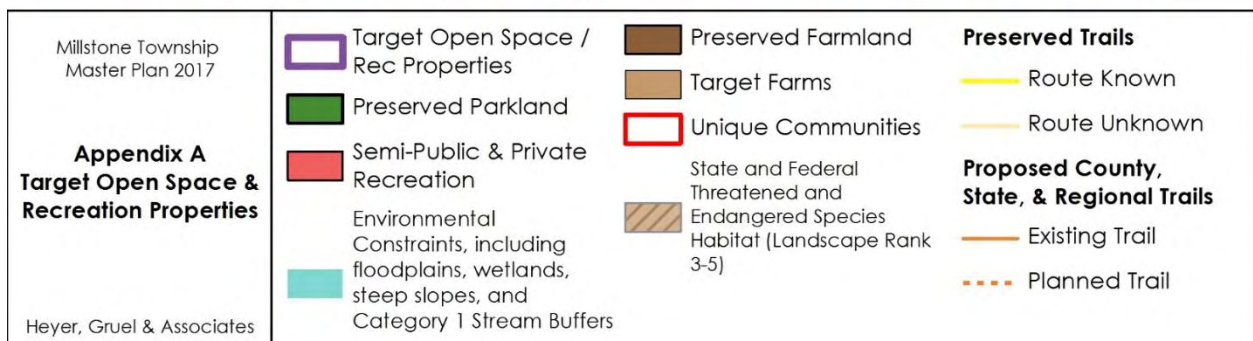 Millstone Township
Master Plan 2017
Appendix A
Target Open Space &
Recreation Properties
Heyer, Gruel & Associates
Target Open Space /
Rec Properties
Preserved Parkland
Semi-Public & Private
Recreation
Environmental
Constraints, including
floodplains, wetlands,
steep slopes, and
Category 1 Stream Buffers
Preserved Farmland
Target Farms
Unique Communities
State and Federal
Threatened and
Endangered Species
Habitat (Landscape Rank
3-5)
Preserved Trails
Route Known
Route Unknown
Proposed County,
State, & Regional Trails
Existing Trail
Planned Trail